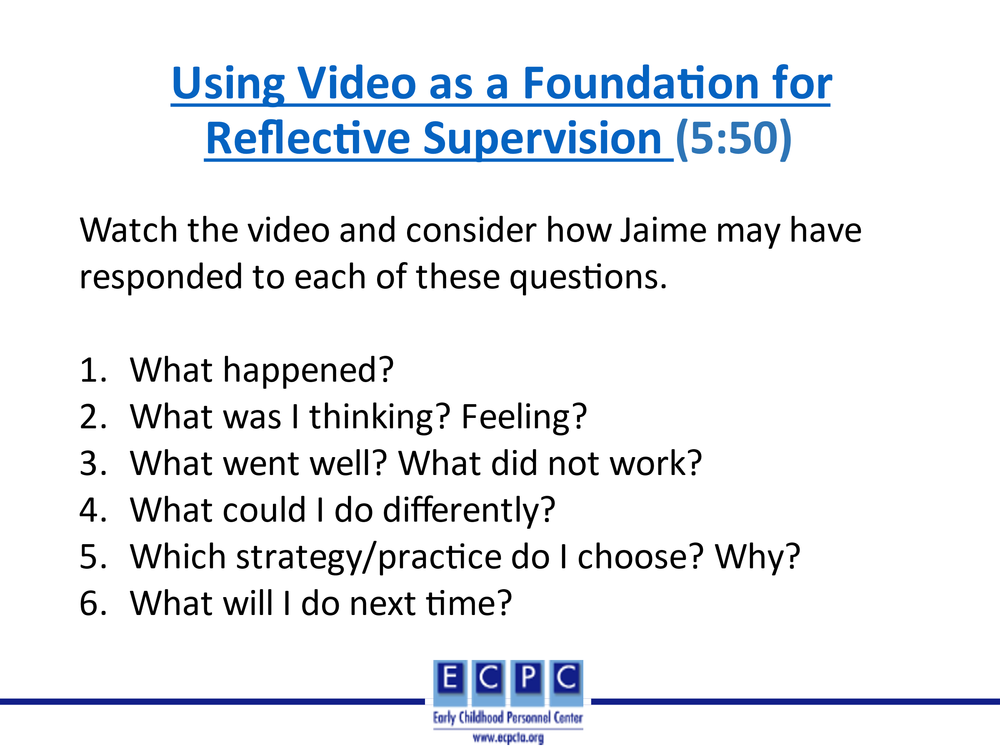 Using Video as a Foundation for
Reflective Supervision (5:50)
Watch the video and consider how Jaime may have
responded to each of these questions.
1. What happened?
2. What was I thinking? Feeling?
3. What went well? What did not work?
4. What could I do differently?
5. Which strategy/practice do I choose? Why?
6. What will I do next time?
E C P C
Early Childhood Personnel Center
www.ecpcta.org